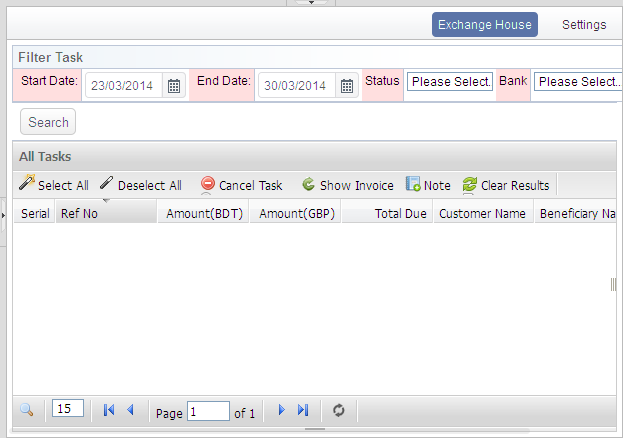 Exchange House Settings
Filter Task
Start Date: 23/03/2014 End Date: 30/03/2014 Status Please Select. Bank Please Select..
Search
All Tasks
Select All Deselect All Cancel Task Show Invoice Note Clear Results
Serial Ref No Amount(BDT) Amount(GBP) Total Due Customer Name Beneficiary Na
15 Page 1 of 1